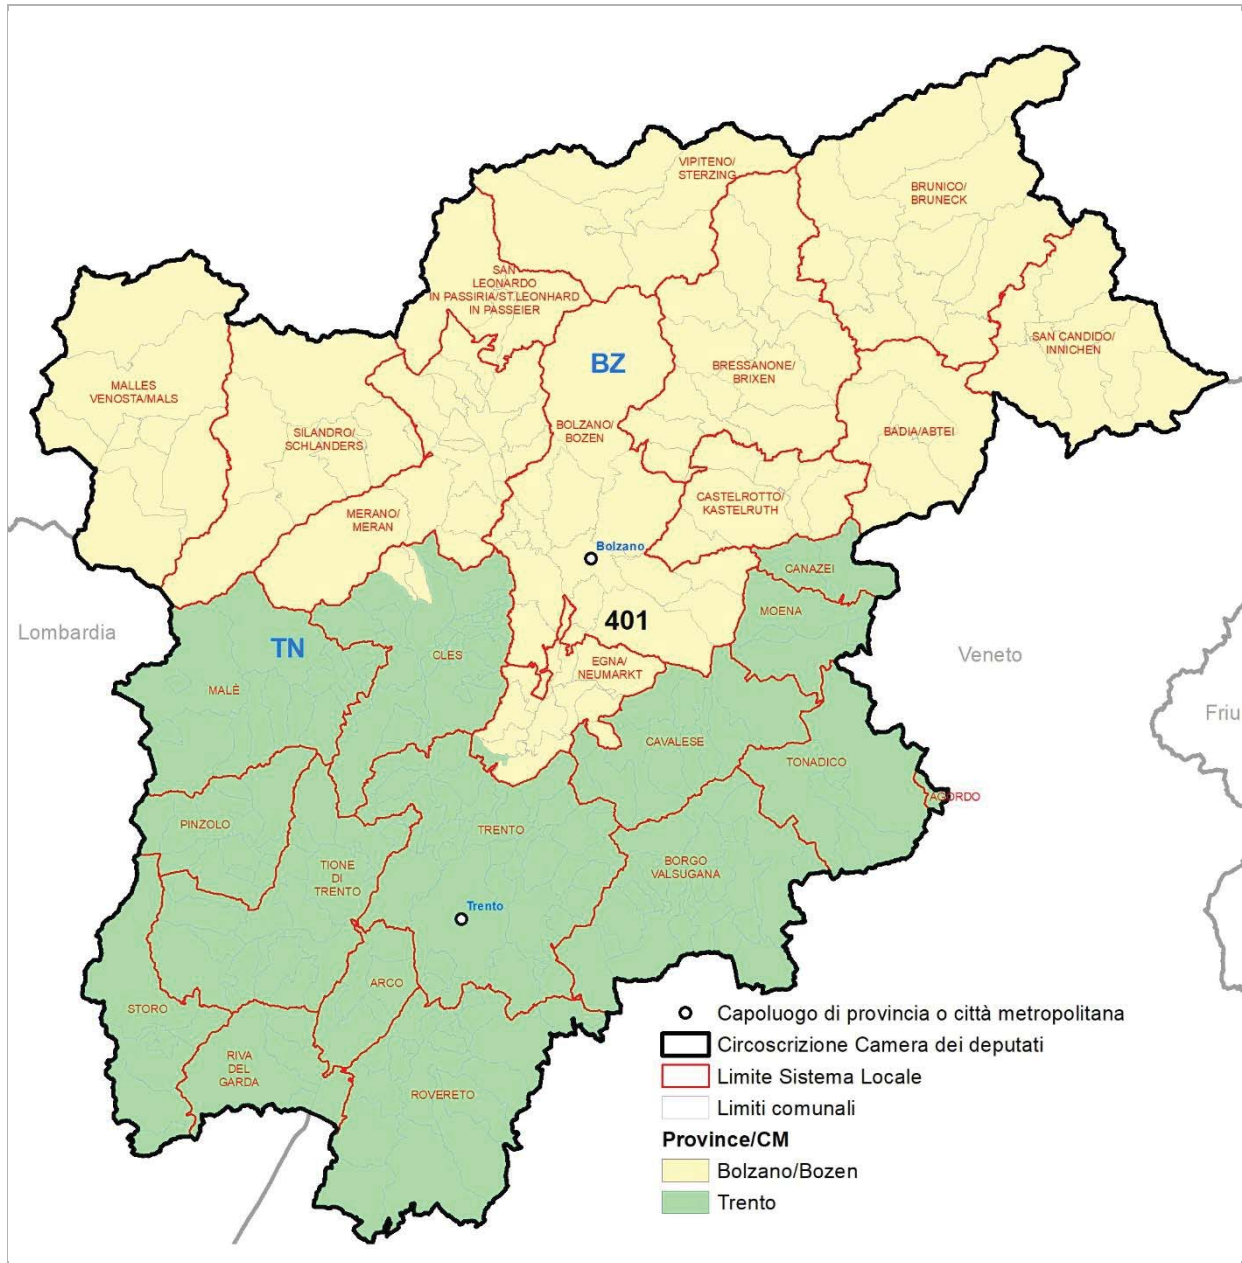 VIPITENO/
STERZING
BRUNICO/
BRUNECK
SAN
LEONARDO
IN PASSIRIA/ST.LEONHARD
IN PASSEIER
SAN CANDIDO/
INNICHEN
BZ
BRESSANONE/
BRIXEN
MALLES
VENOSTA/MALS
SILANDRO/
SCHLANDERS
BOLZANO/
BOZEN
BADIA/ABTEI
CASTELROTTO/
KASTELRUTH
MERANO/
MERAN
Bolzano
CANAZEI
MOENA
401
Lombardia
TN
CLES
EGNA/
NEUMARKT
Veneto
MALÈ
Friu
CAVALESE
TONADICO
AGORDO
PINZOLO
TRENTO
TIONE
DI
TRENTO
BORGO
VALSUGANA
Trento
ARCO
STORO
RIVA
DEL
GARDA
ROVERETO
Capoluogo di provincia o città metropolitana
Circoscrizione Camera dei deputati
Limite Sistema Locale
Limiti comunali
Province/CM
Bolzano/Bozen
Trento